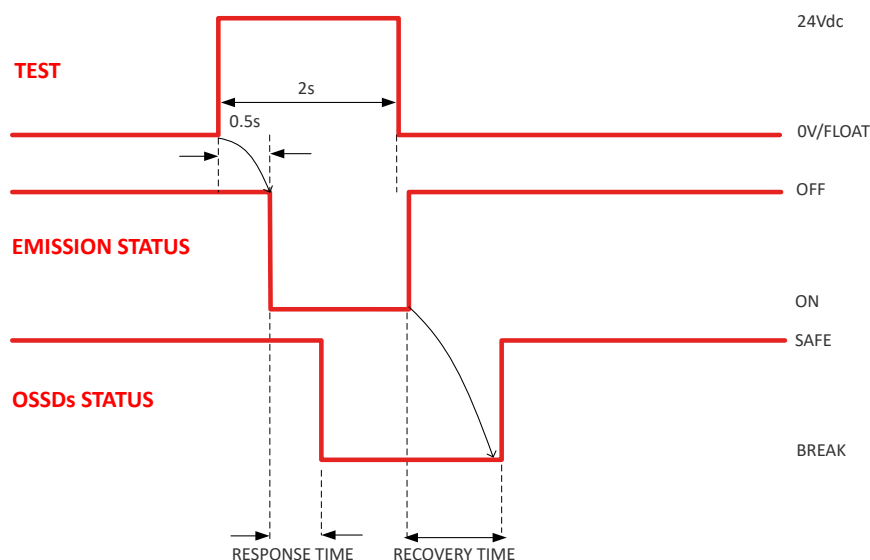 24Vdc
TEST
2s
0.5s
0V/FLOAT
OFF
EMISSION STATUS
ON
SAFE
OSSDs STATUS
BREAK
RESPONSE TIME
RECOVERY TIME